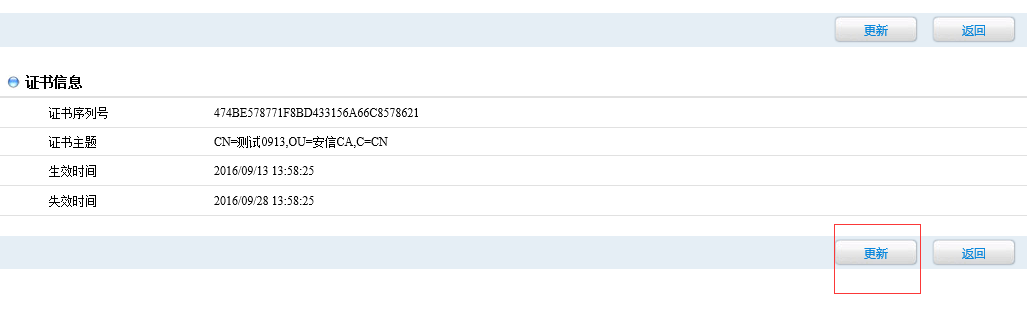 更新 返回
证书信息
证书序列号 474BE578771F8BD433156A66C8578621
证书主题 CN=测试0913,OU=安信CA,C=CN
生效时间 2016/09/13 13:58:25
失效时间 2016/09/28 13:58:25
更新 返回